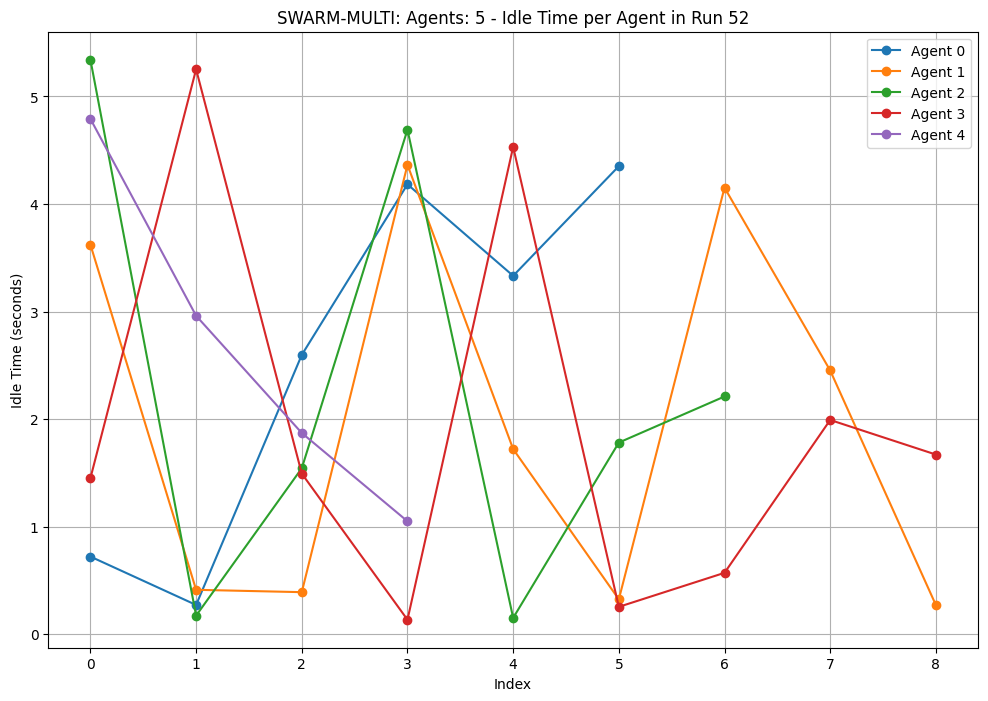 SWARM-MULTI: Agents: 5 - Idle Time per Agent in Run 52
Agent 0
Agent 1
Agent 2
Agent 3
Agent 4
Idle Time (seconds)
5
4
3
2
1
0
0 1 2 3 4 5 6 7 8
Index